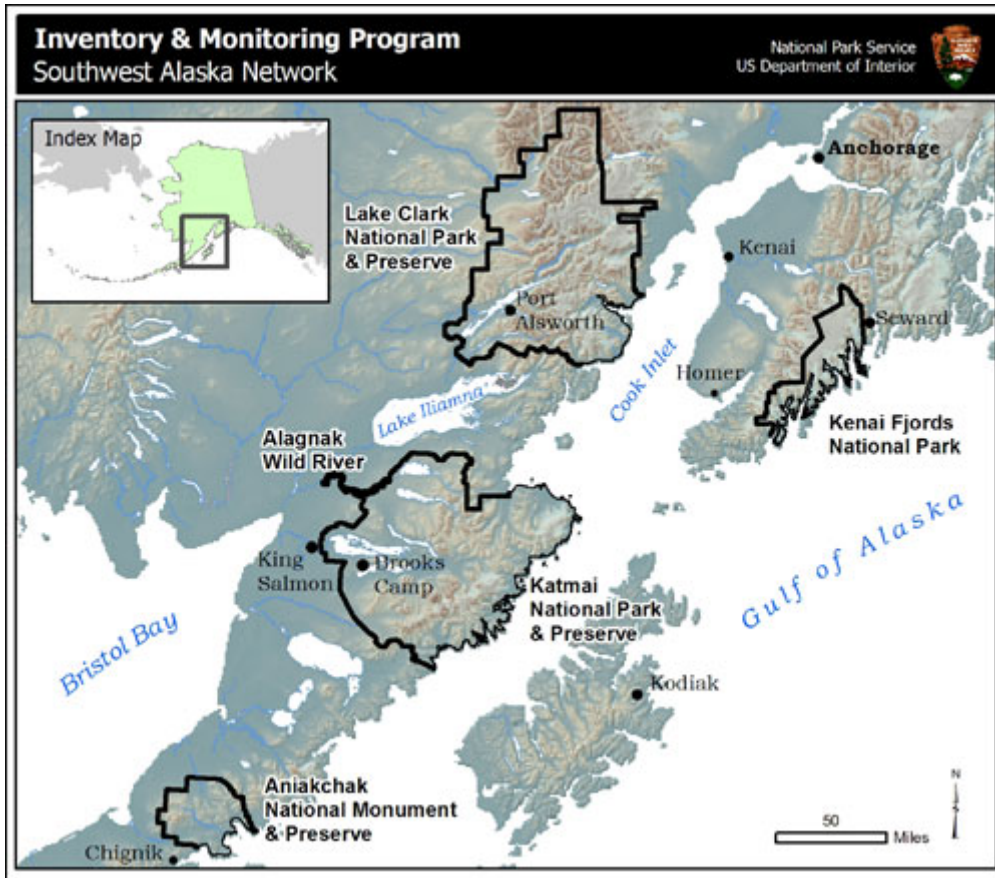 Inventory & Monitoring Program
Southwest Alaska Network
National Park Service
US Department of Interior
Index Map
Anchorage
Lake Clark
National Park
& Preserve
Kenai
Port
Alsworth
Seward
Cook Inlet
Homer
Lake Iliamna
Kenai Fjords
National Park
Alagnak
Wild River
Gulf of Alaska
King
Salmon
Brooks
Camp
Katmai
National Park
& Preserve
Bristol Bay
Kodiak
Aniakchak
National Monument
& Preserve
Chignik
N
50
Miles